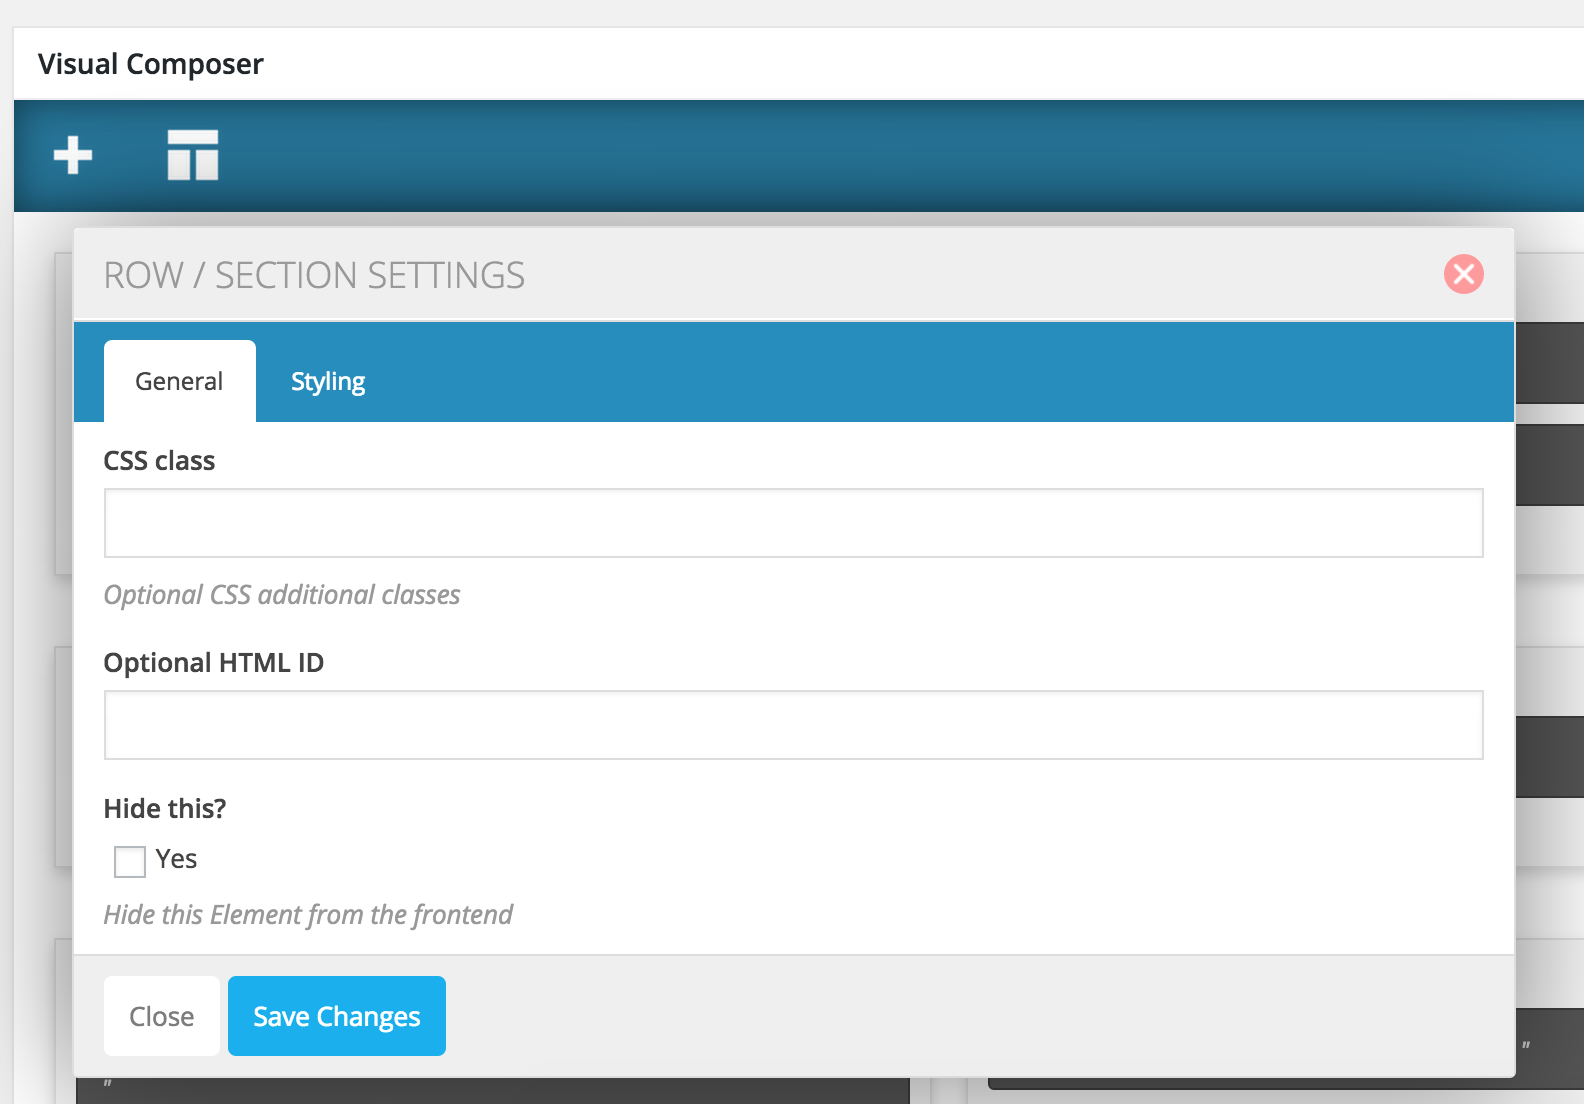 Visual Composer
ROW / SECTION SETTINGS
General
Styling
CSS class
Optional CSS additional classes
Optional HTML ID
Hide this?
Yes
Hide this Element from the frontend
Close
Save Changes
"
"